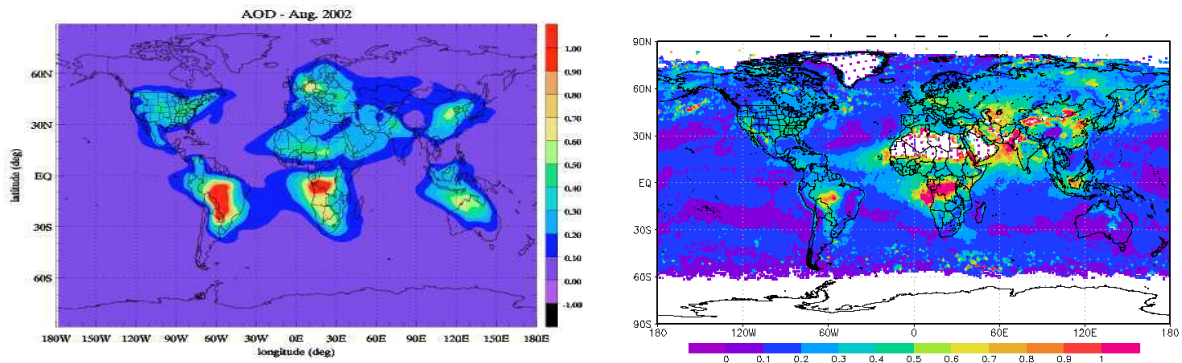 AOD - Aug. 2002
60N
30N
EQ
30S
60S
latitude (deg)
180W 150W 120W 90W 60W 30W 0E 30E 60E 90E 120E 150E 180E
longitude (deg)
1.00
0.90
0.80
0.70
0.60
0.50
0.40
0.30
0.20
0.10
0.00
-1.00
90N
60N
30N
EQ
30S
60S
90S
180 120W 60W 0 60E 120E 180
0 0.1 0.2 0.3 0.4 0.5 0.6 0.7 0.8 0.9 1